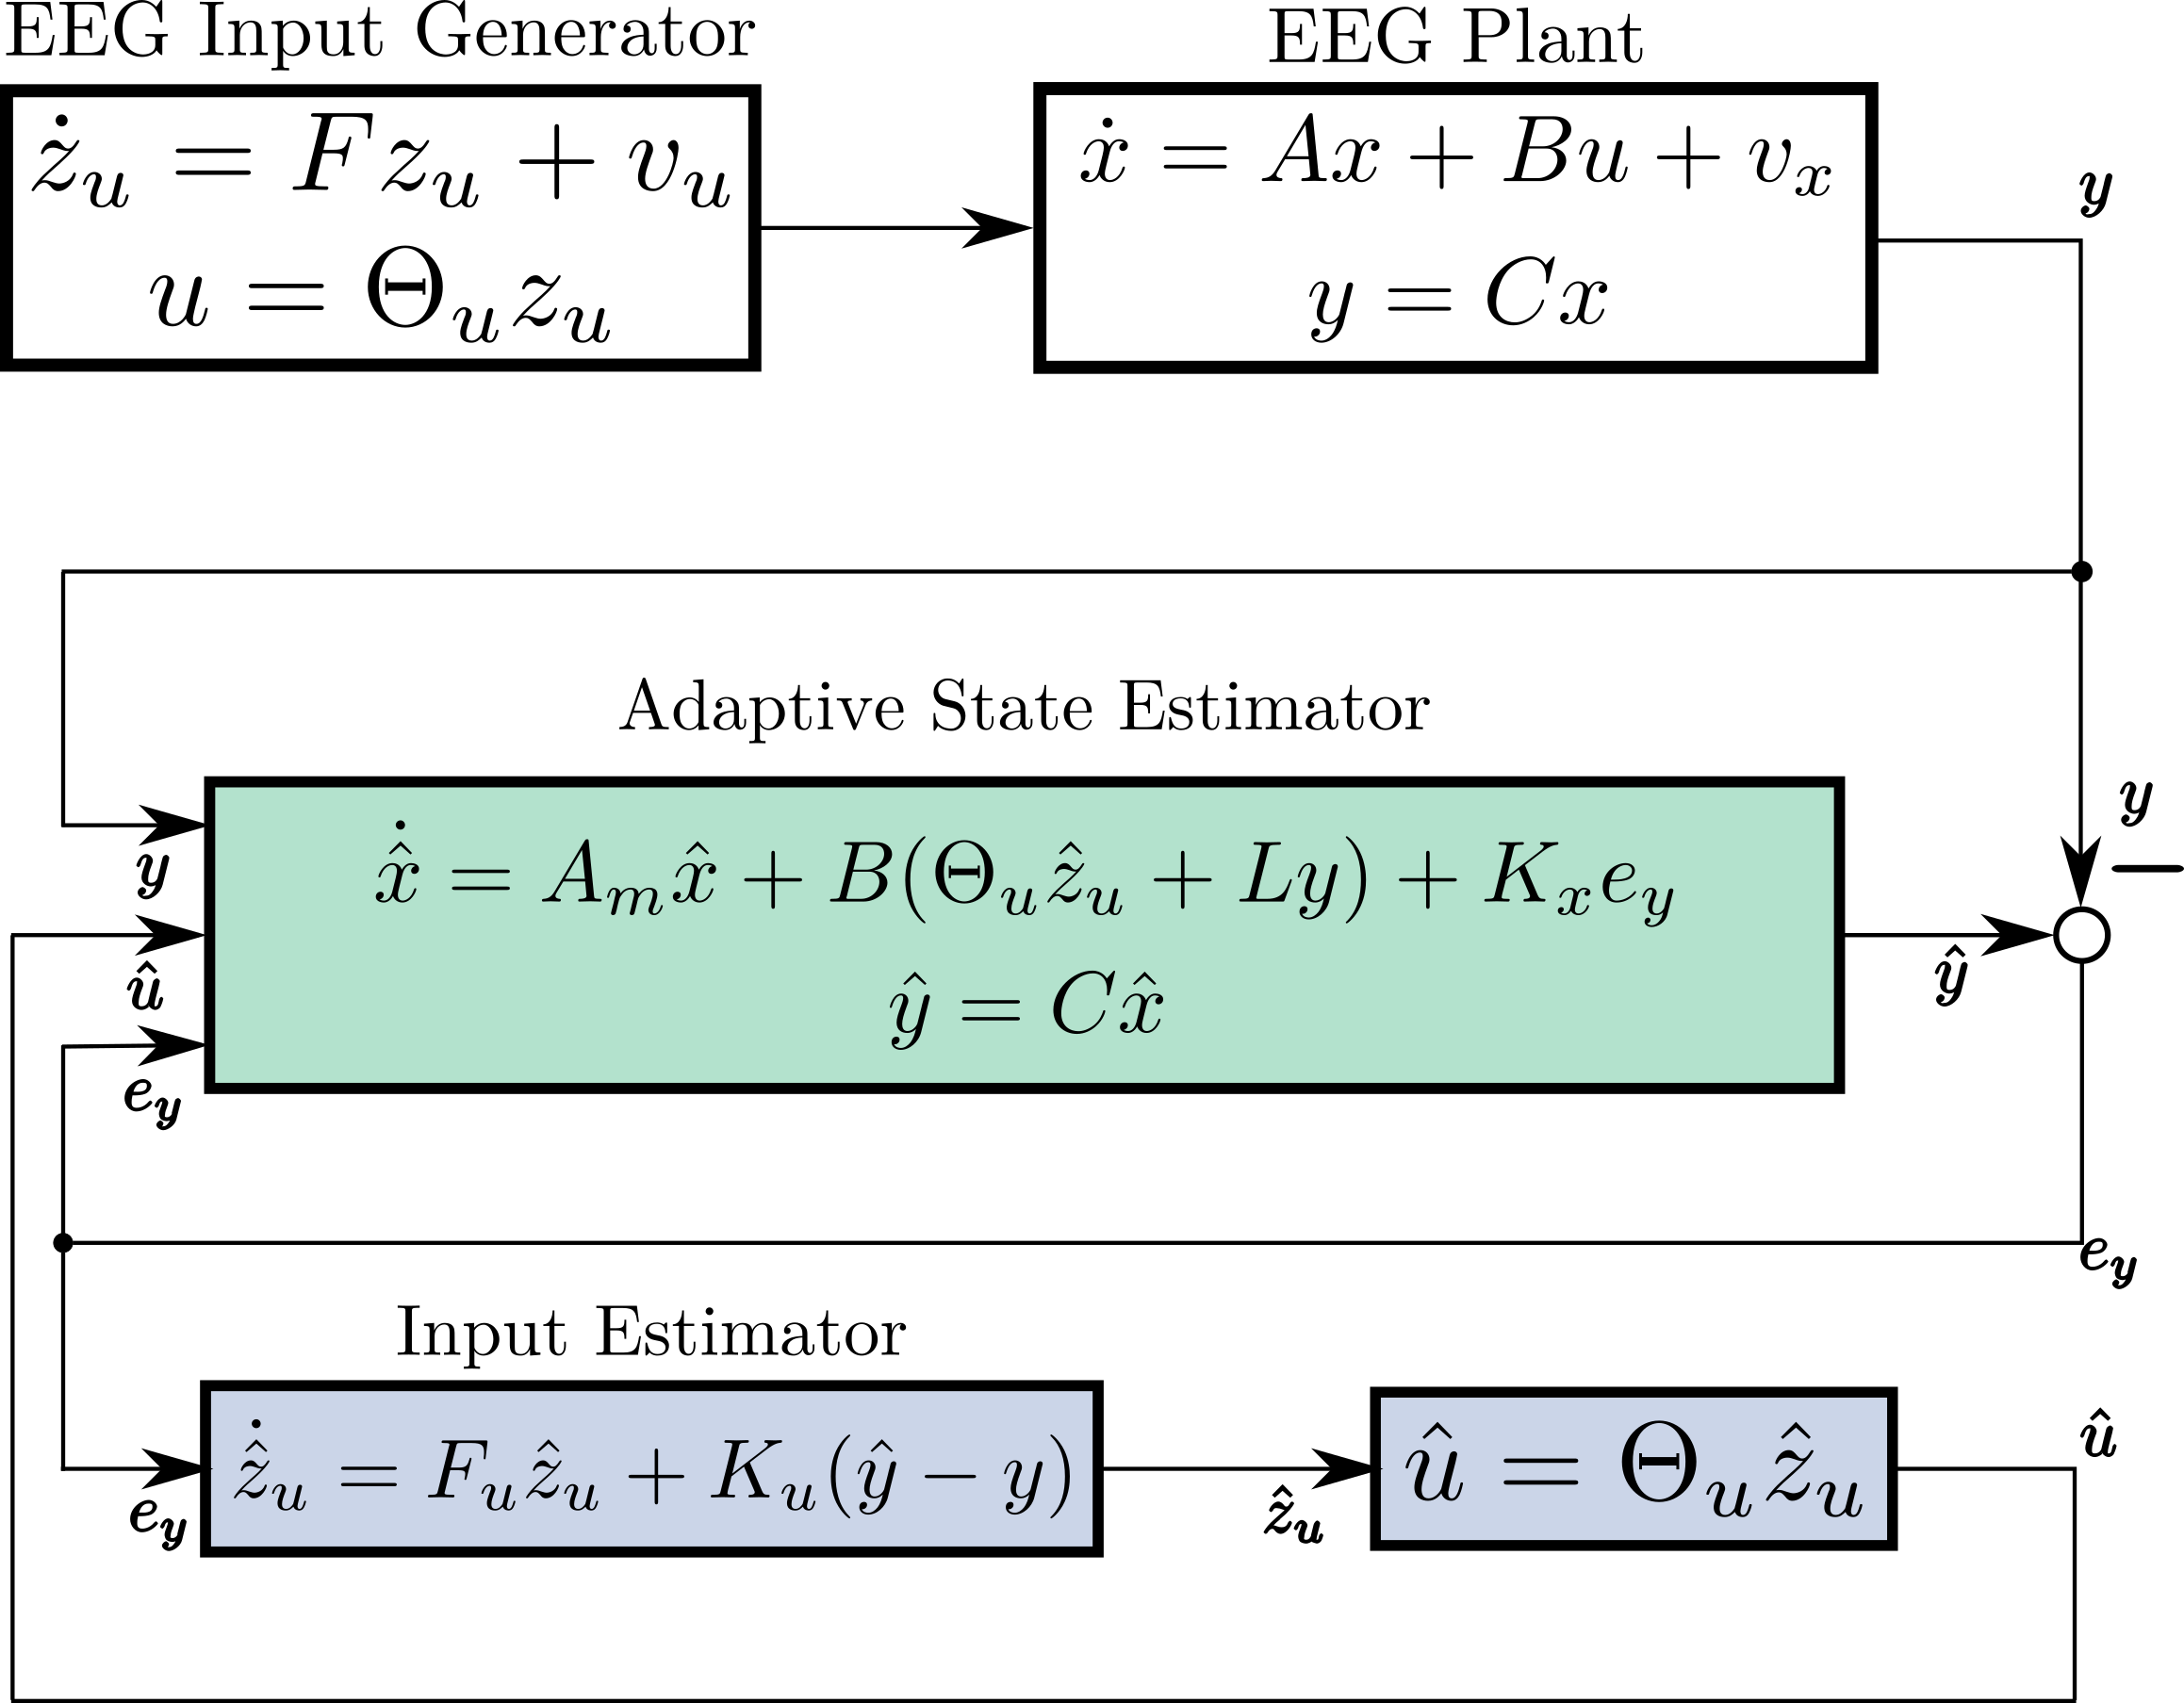 EEG Input Generator
EEG Plant
ż_u = Fz_u + v_u
u = Θ_u z_u
ẋ = Ax + Bu + v_x
y = Cx
y
Adaptive State Estimator
y
û
e_y
x̂̇ = A_m x̂ + B(Θ_u ẑ_u + Ly) + K_x e_y
ŷ = Cx̂
y
−
ŷ
e_y
Input Estimator
e_y
ẑ̇_u = F_u ẑ_u + K_u(ŷ − y)
ẑ_u
û = Θ_u ẑ_u
û